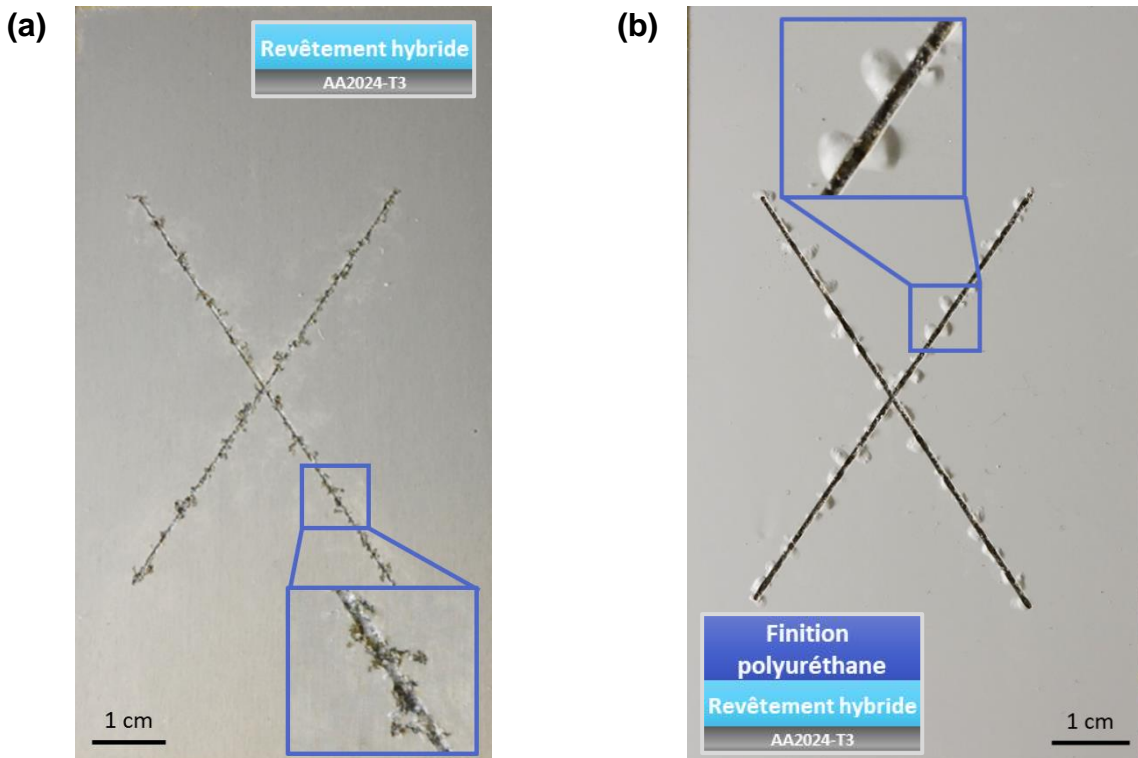 (a)
Revêtement hybride
AA2024-T3
1 cm
(b)
Finition
polyuréthane
Revêtement hybride
AA2024-T3
1 cm